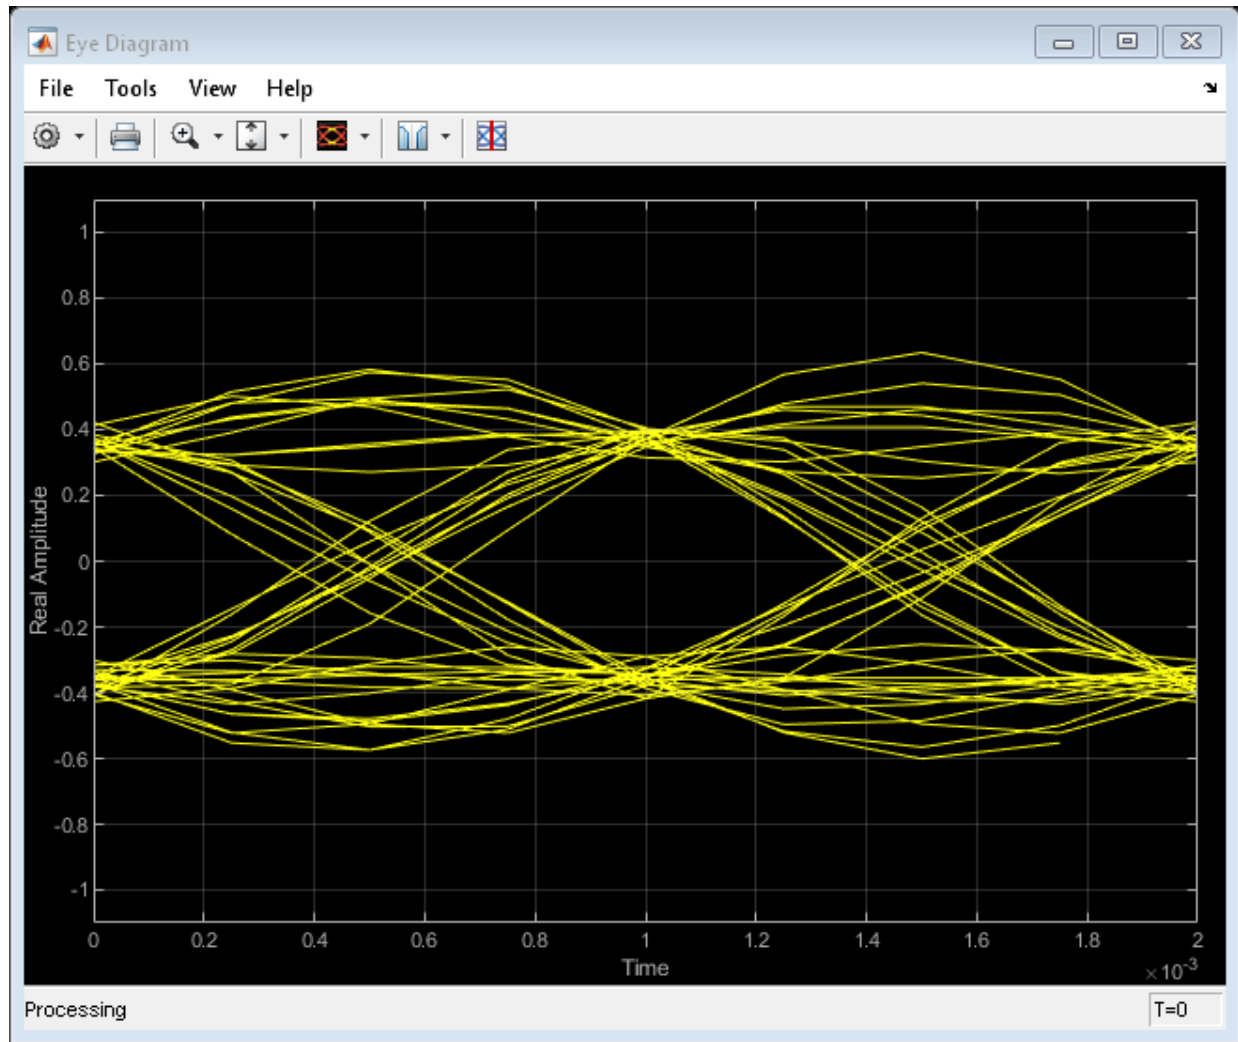 Eye Diagram
File Tools View Help
1
0.8
0.6
0.4
0.2
0
-0.2
-0.4
-0.6
-0.8
-1
Real Amplitude
0 0.2 0.4 0.6 0.8 1 1.2 1.4 1.6 1.8 2
Time
×10^-3
Processing T=0